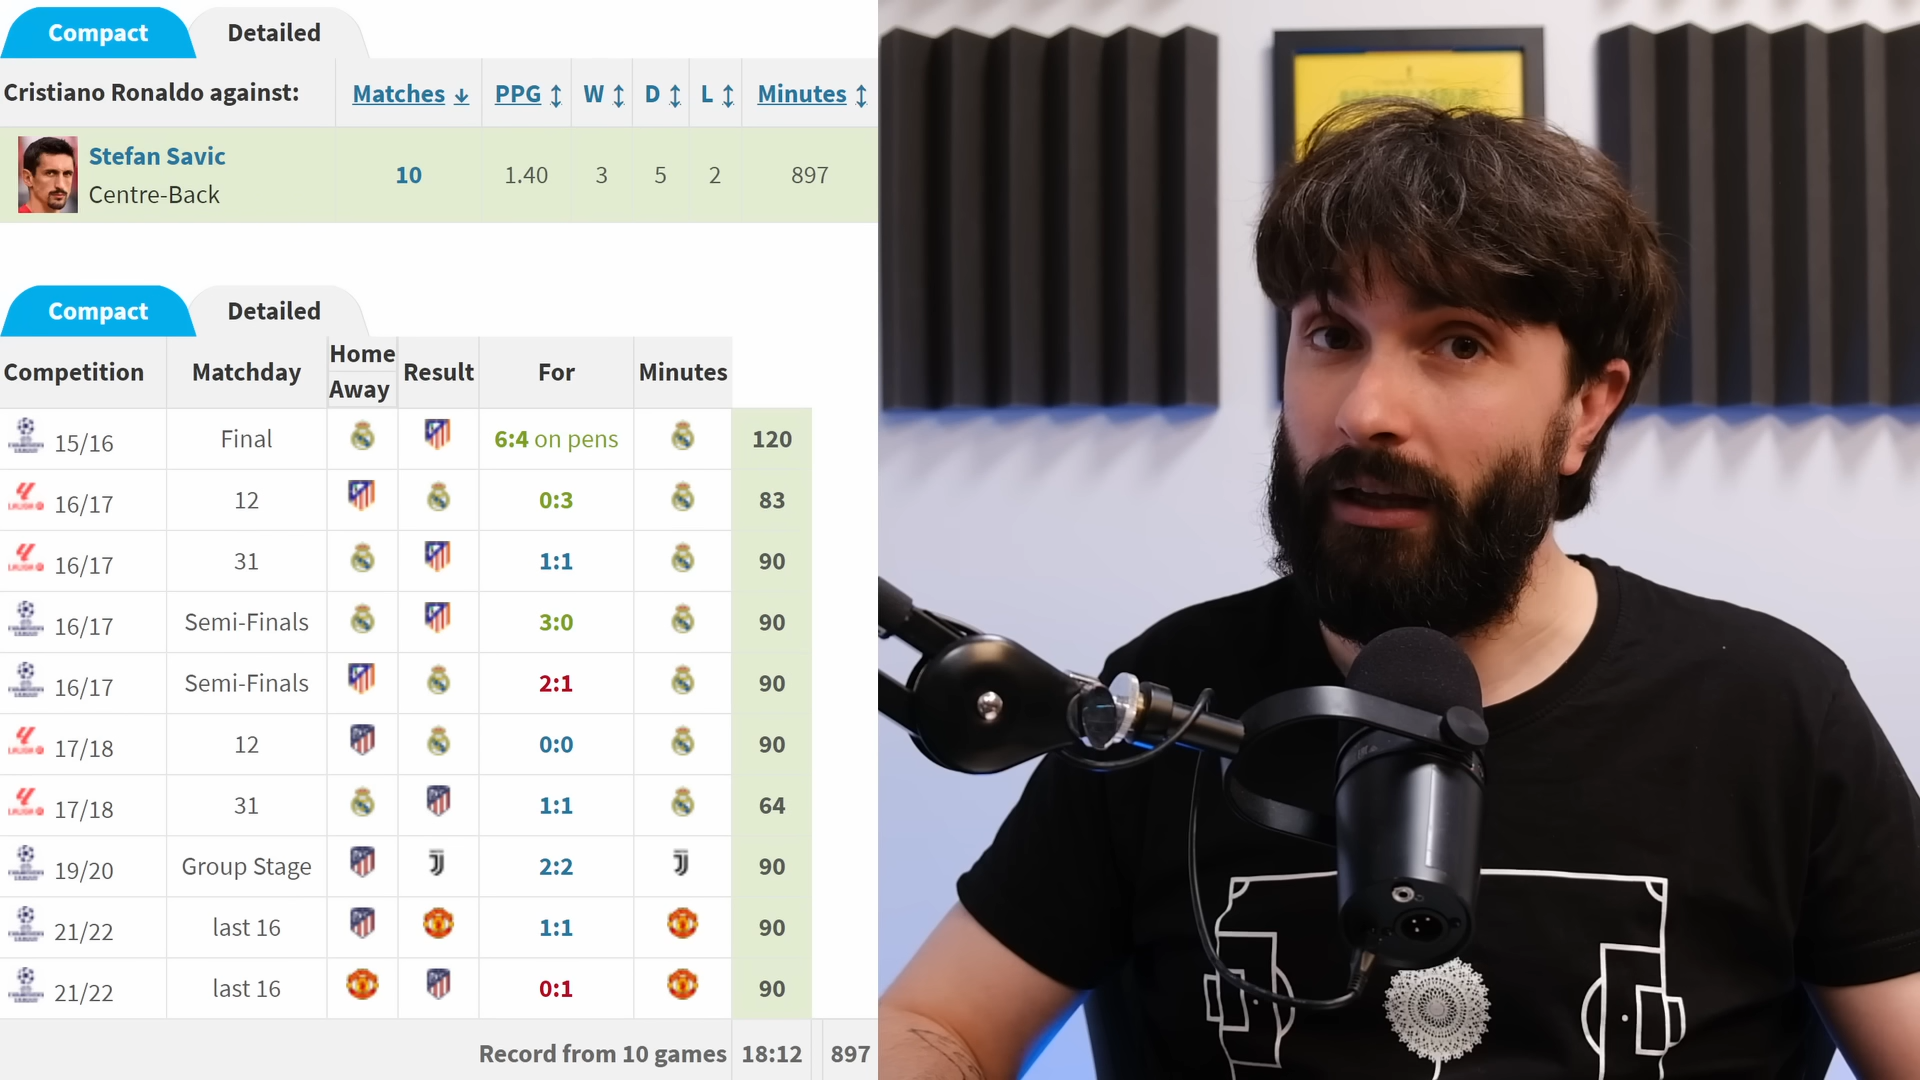 Compact Detailed
Cristiano Ronaldo against: Matches ↓ PPG ↕ W ↕ D ↕ L ↕ Minutes ↕
Stefan Savic
Centre-Back
10 1.40 3 5 2 897
Compact Detailed
Competition Matchday Home Away Result For Minutes
15/16 Final 6:4 on pens 120
16/17 12 0:3 83
16/17 31 1:1 90
16/17 Semi-Finals 3:0 90
16/17 Semi-Finals 2:1 90
17/18 12 0:0 90
17/18 31 1:1 64
19/20 Group Stage 2:2 90
21/22 last 16 1:1 90
21/22 last 16 0:1 90
Record from 10 games 18:12 897